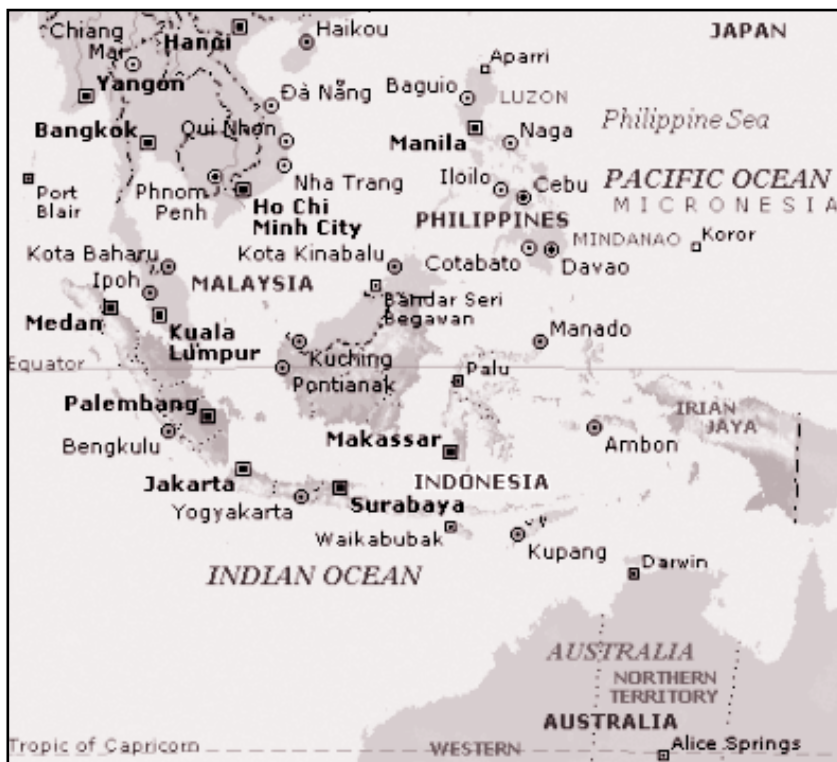 Chiang
Mai
Hanoi
Haikou
JAPAN
Aparri
Yangon
Đà Nẵng
Baguio
LUZON
Philippine Sea
Bangkok
Qui Nhon
Manila
Naga
Port
Blair
Phnom
Penh
Nha Trang
Iloilo
Cebu
PACIFIC OCEAN
MICRONESIA
Ho Chi
Minh City
PHILIPPINES
Kota Baharu
Kota Kinabalu
Cotabato
MINDANAO
Koror
Davao
Ipoh
MALAYSIA
Bandar Seri
Begawan
Medan
Kuala
Lumpur
Manado
Equator
Kuching
Pontianak
Palu
Palembang
IRIAN
JAYA
Bengkulu
Makassar
Ambon
Jakarta
INDONESIA
Yogyakarta
Surabaya
Waikabubak
Kupang
Darwin
INDIAN OCEAN
AUSTRALIA
NORTHERN
TERRITORY
AUSTRALIA
Tropic of Capricorn
WESTERN
Alice Springs